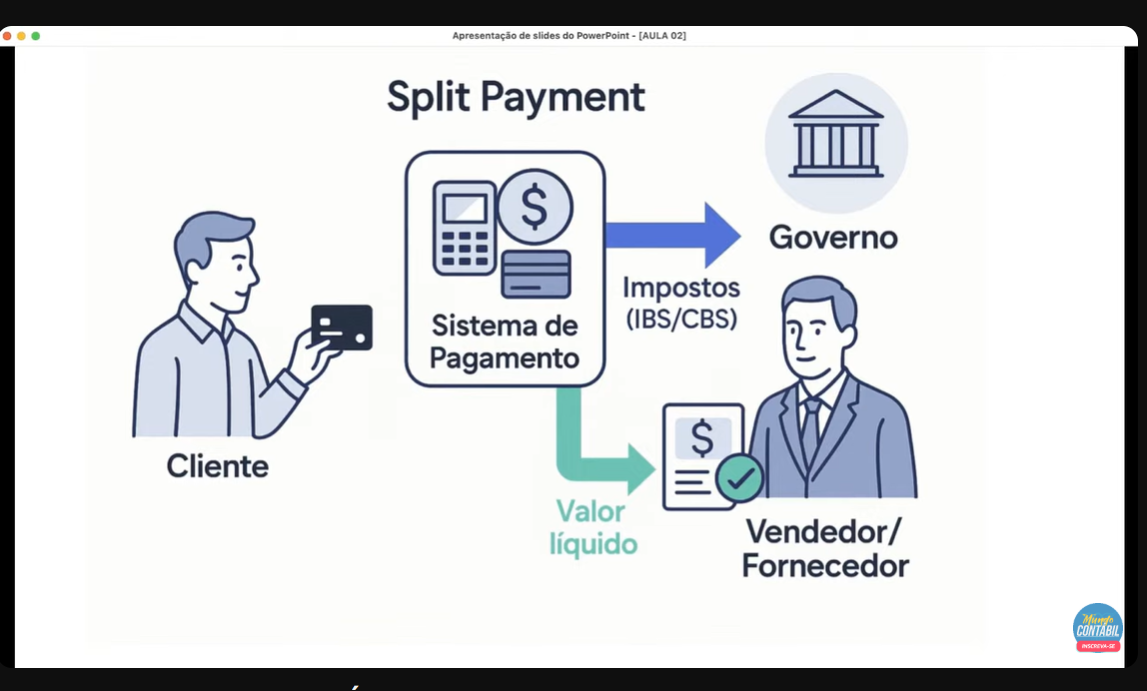 Apresentação de slides do PowerPoint - [AULA 02]
Split Payment
$
Sistema de
Pagamento
Governo
Impostos
(IBS/CBS)
Cliente
$
Valor
líquido
Vendedor/
Fornecedor
Mundo
CONTÁBIL
INSCREVA-SE